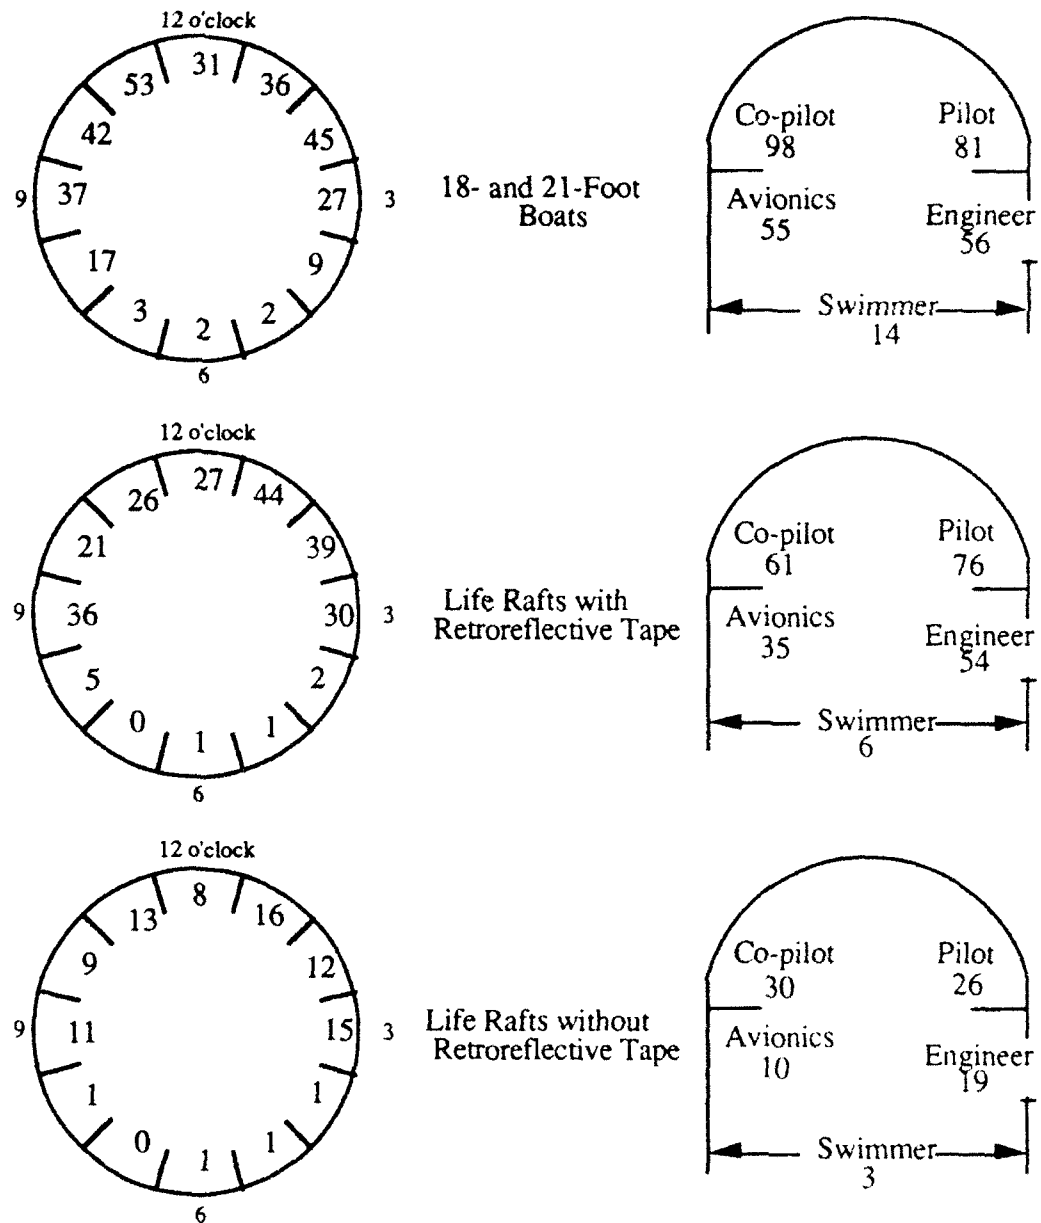 12 o'clock
31
53
36
42
45
9
37
27
3
17
9
3
2
2
6
18- and 21-Foot
Boats
Co-pilot
98
Pilot
81
Avionics
55
Engineer
56
Swimmer
14
12 o'clock
27
26
44
21
39
9
36
30
3
5
2
0
1
1
6
Life Rafts with
Retroreflective Tape
Co-pilot
61
Pilot
76
Avionics
35
Engineer
54
Swimmer
6
12 o'clock
8
13
16
9
12
9
11
15
3
1
1
0
1
1
6
Life Rafts without
Retroreflective Tape
Co-pilot
30
Pilot
26
Avionics
10
Engineer
19
Swimmer
3